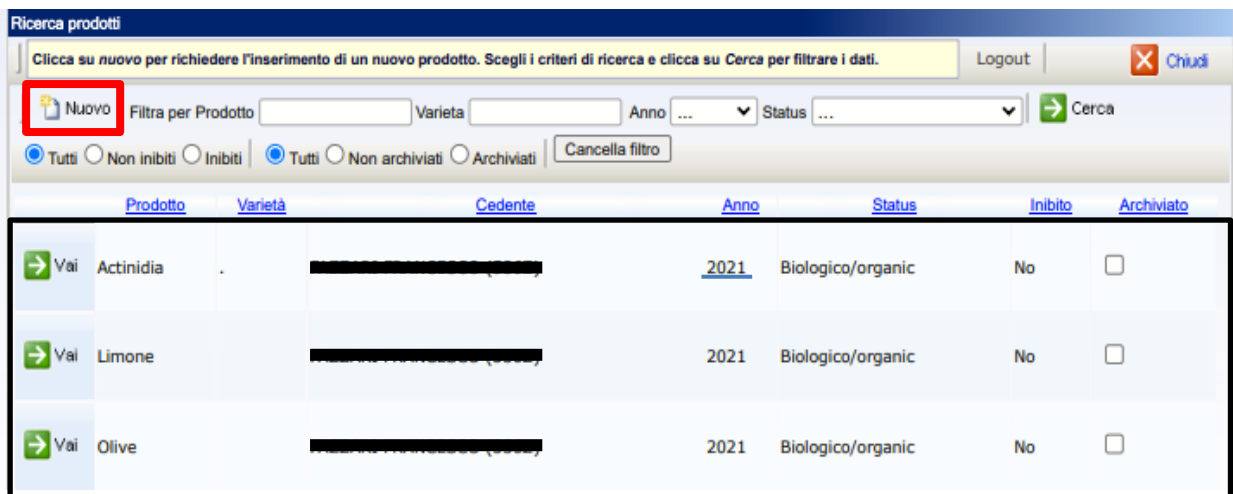 Ricerca prodotti
Clicca su nuovo per richiedere l'inserimento di un nuovo prodotto. Scegli i criteri di ricerca e clicca su Cerca per filtrare i dati. Logout Chiudi
Nuovo Filtra per Prodotto Varieta Anno ... Status ... Cerca
Tutti Non inibiti Inibiti Tutti Non archiviati Archiviati Cancella filtro
Prodotto Varietà Cedente Anno Status Inibito Archiviato
Vai Actinidia . 2021 Biologico/organic No
Vai Limone 2021 Biologico/organic No
Vai Olive 2021 Biologico/organic No